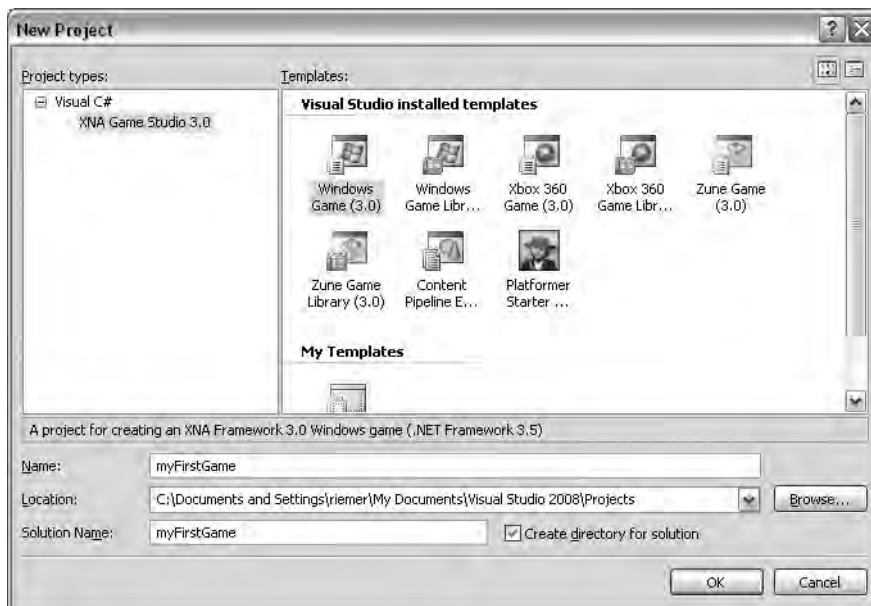 New Project
Project types:
Templates:
Visual C#
XNA Game Studio 3.0
Visual Studio installed templates
Windows Game (3.0)
Windows Game Libr...
Xbox 360 Game (3.0)
Xbox 360 Game Libr...
Zune Game (3.0)
Zune Game Library (3.0)
Content Pipeline E...
Platformer Starter ...
My Templates
A project for creating an XNA Framework 3.0 Windows game (.NET Framework 3.5)
Name:
myFirstGame
Location:
C:\Documents and Settings\riemer\My Documents\Visual Studio 2008\Projects
Browse...
Solution Name:
myFirstGame
Create directory for solution
OK
Cancel